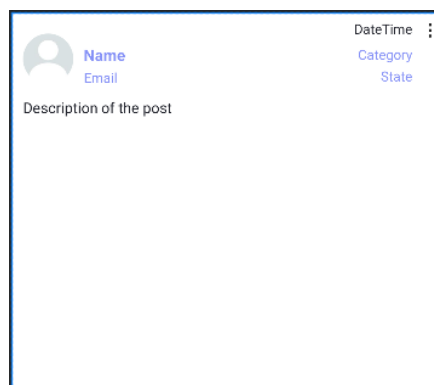 DateTime
Name
Category
Email
State
Description of the post